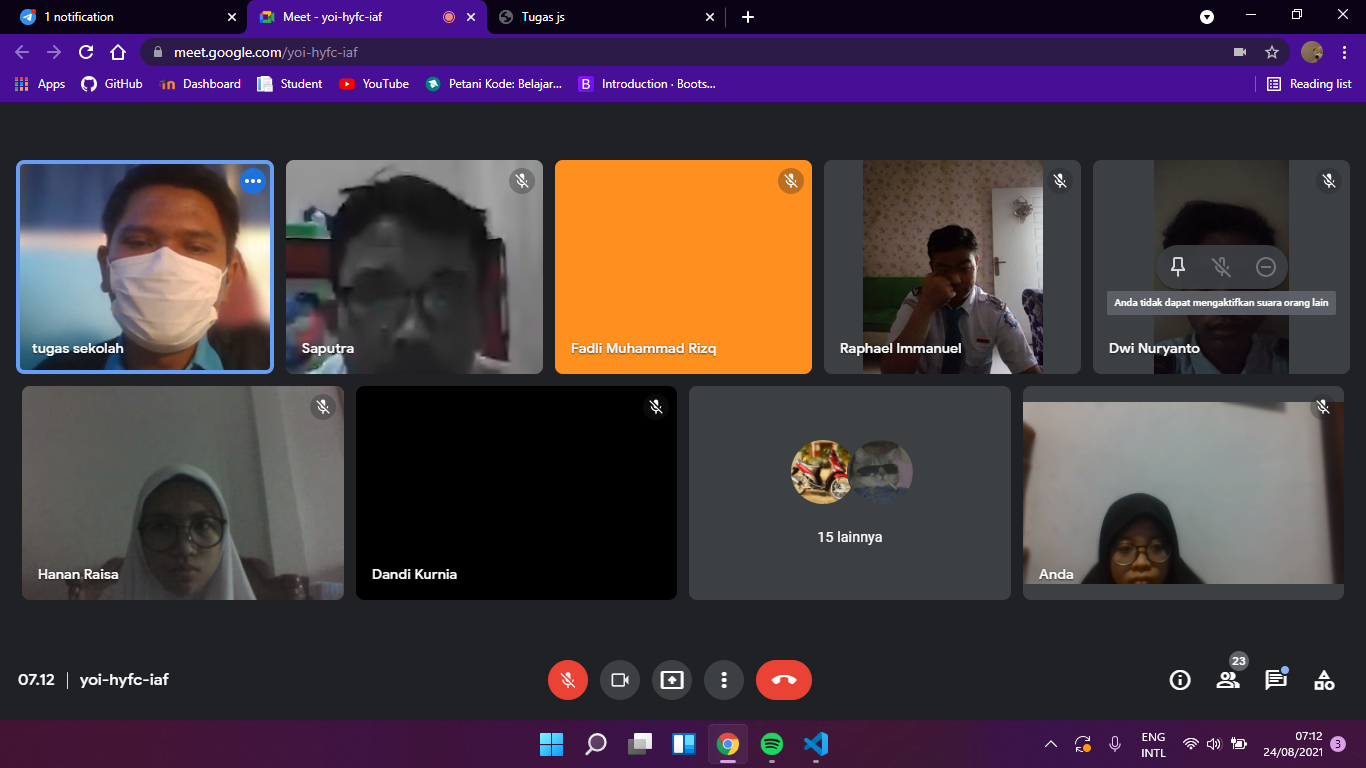 1 notification
Meet - yoi-hyfc-iaf
Tugas js
meet.google.com/yoi-hyfc-iaf
Apps
GitHub
Dashboard
Student
YouTube
Petani Kode: Belajar...
Introduction · Boots...
Reading list
tugas sekolah
Saputra
Fadli Muhammad Rizq
Raphael Immanuel
Anda tidak dapat mengaktifkan suara orang lain
Dwi Nuryanto
Hanan Raisa
Dandi Kurnia
15 lainnya
Anda
07.12 | yoi-hyfc-iaf
23
ENG
INTL
07:12
24/08/2021
3